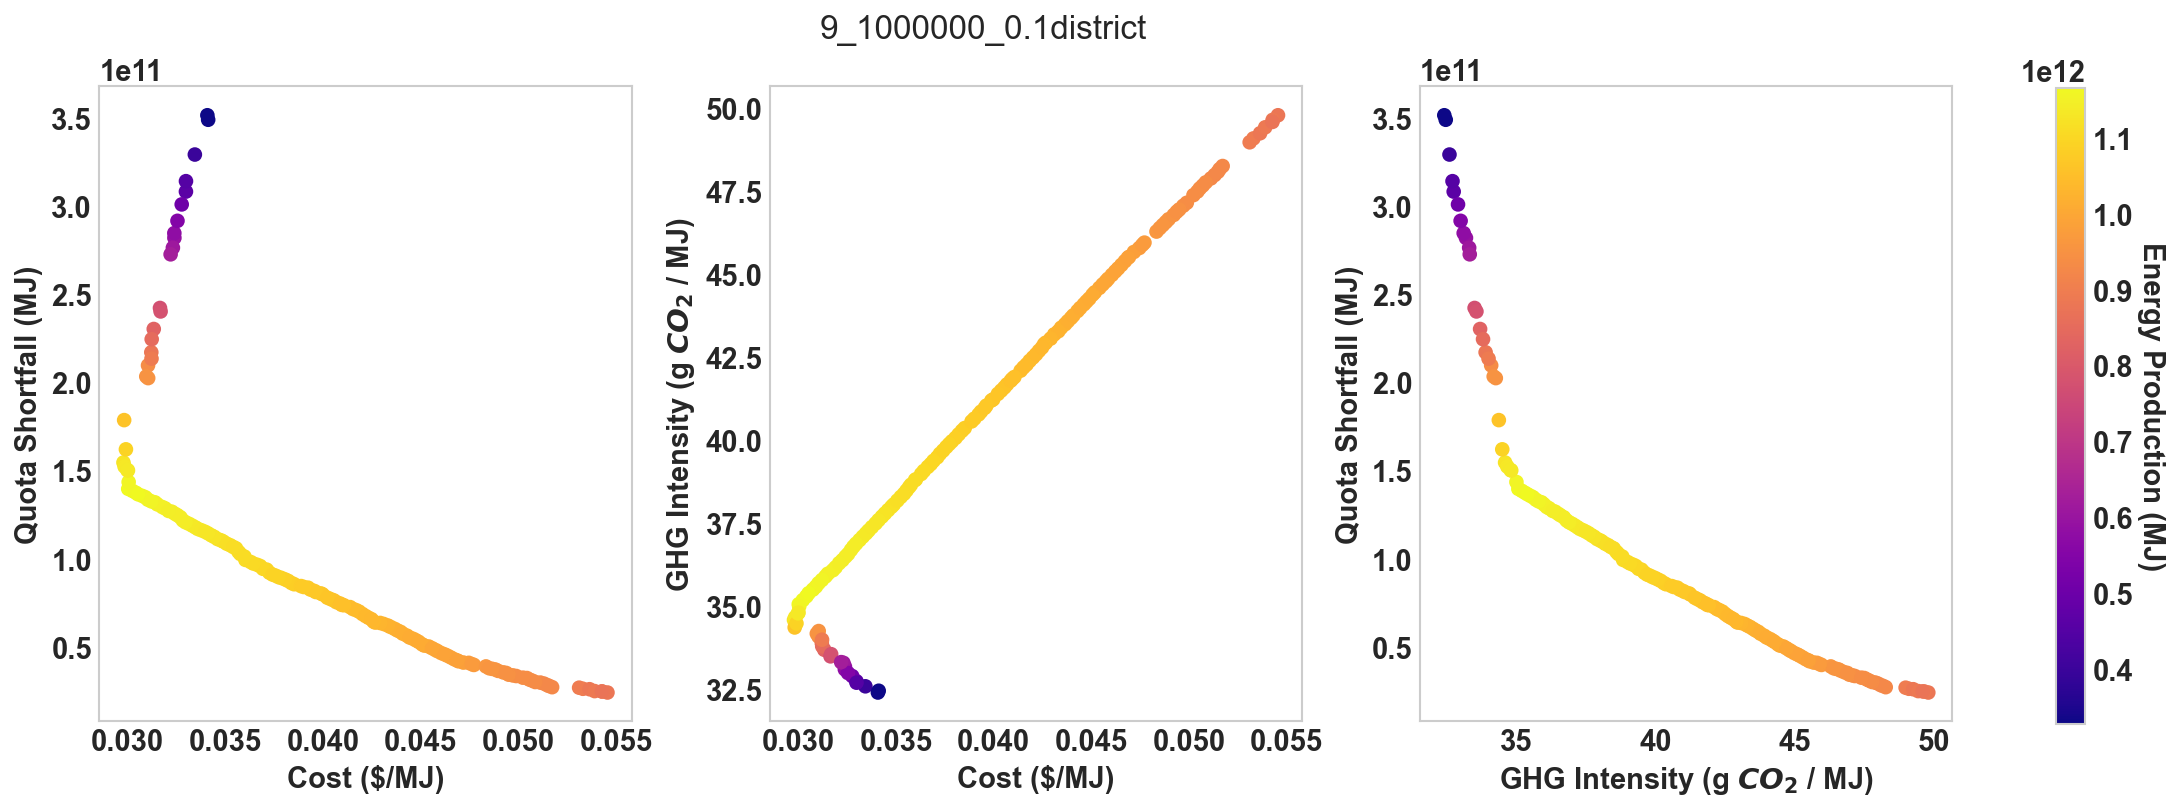 9_1000000_0.1district
1e11
3.5
3.0
2.5
2.0
1.5
1.0
0.5
Quota Shortfall (MJ)
0.030 0.035 0.040 0.045 0.050 0.055
Cost ($/MJ)
50.0
47.5
45.0
42.5
40.0
37.5
35.0
32.5
GHG Intensity (g CO₂ / MJ)
0.030 0.035 0.040 0.045 0.050 0.055
Cost ($/MJ)
1e11
3.5
3.0
2.5
2.0
1.5
1.0
0.5
Quota Shortfall (MJ)
35 40 45 50
GHG Intensity (g CO₂ / MJ)
1e12
1.1
1.0
0.9
0.8
0.7
0.6
0.5
0.4
Energy Production (MJ)